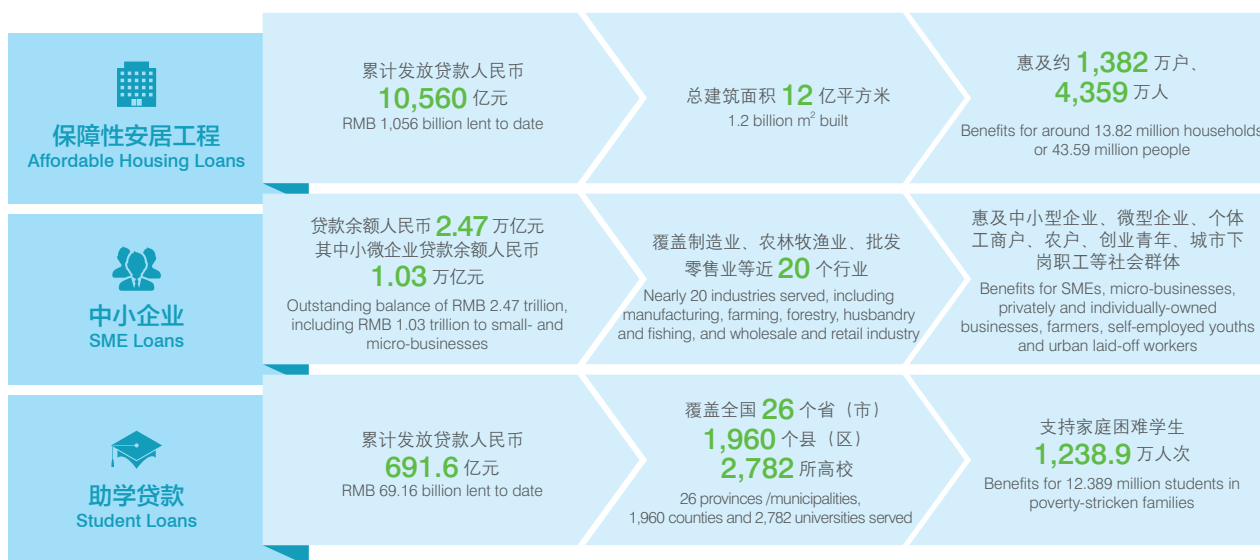 保障性安居工程
Affordable Housing Loans
累计发放贷款人民币
10,560 亿元
RMB 1,056 billion lent to date
总建筑面积 12 亿平方米
1.2 billion m² built
惠及约 1,382 万户、
4,359 万人
Benefits for around 13.82 million households
or 43.59 million people
中小企业
SME Loans
贷款余额人民币 2.47 万亿元
其中小微企业贷款余额人民币
1.03 万亿元
Outstanding balance of RMB 2.47 trillion,
including RMB 1.03 trillion to small- and
micro-businesses
覆盖制造业、农林牧渔业、批发
零售业等近 20 个行业
Nearly 20 industries served, including
manufacturing, farming, forestry, husbandry
and fishing, and wholesale and retail industry
惠及中小型企业、微型企业、个体
工商户、农户、创业青年、城市下
岗职工等社会群体
Benefits for SMEs, micro-businesses,
privately and individually-owned
businesses, farmers, self-employed youths
and urban laid-off workers
助学贷款
Student Loans
累计发放贷款人民币
691.6 亿元
RMB 69.16 billion lent to date
覆盖全国 26 个省（市）
1,960 个县（区）
2,782 所高校
26 provinces /municipalities,
1,960 counties and 2,782 universities served
支持家庭困难学生
1,238.9 万人次
Benefits for 12.389 million students in
poverty-stricken families